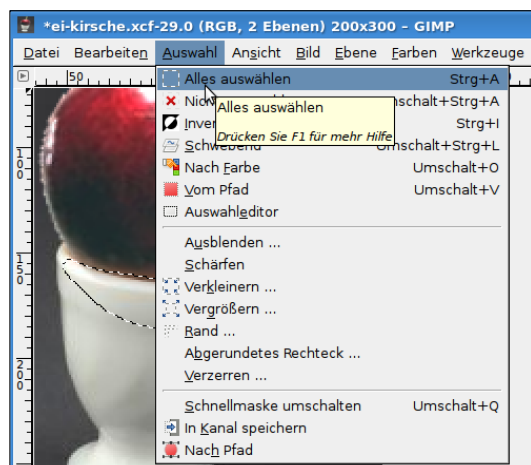 *ei-kirsche.xcf-29.0 (RGB, 2 Ebenen) 200x300 – GIMP
Datei Bearbeiten Auswahl Ansicht Bild Ebene Farben Werkzeuge
50
Alles auswählen Strg+A
Alles auswählen
Drücken Sie F1 für mehr Hilfe
Strg+A
Inver Strg+I
Schwebend Umschalt+Strg+L
Nach Farbe Umschalt+O
Vom Pfad Umschalt+V
Auswahleditor
Ausblenden ...
Schärfen
Verkleinern ...
Vergrößern ...
Rand ...
Abgerundetes Rechteck ...
Verzerren ...
Schnellmaske umschalten Umschalt+Q
In Kanal speichern
Nach Pfad
100
150
200